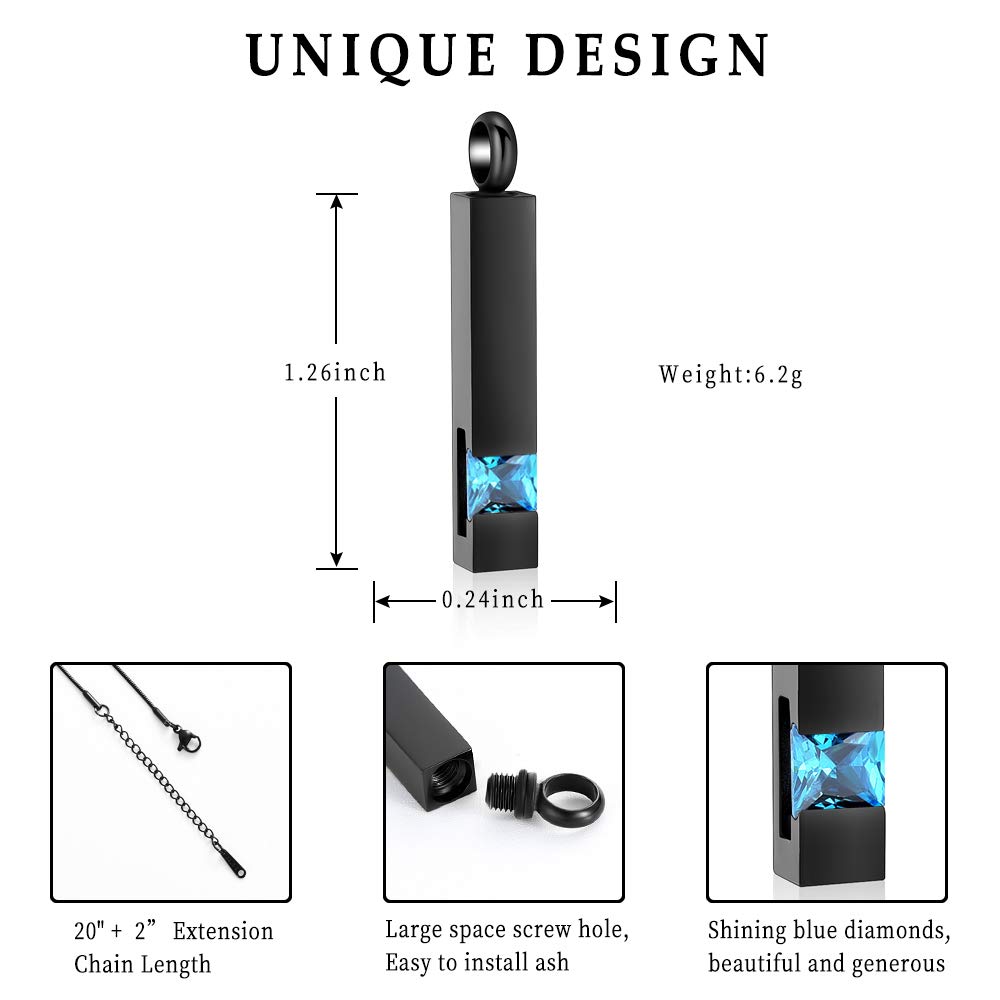 UNIQUE DESIGN
1.26inch
Weight:6.2g
0.24inch
20" + 2” Extension
Chain Length
Large space screw hole,
Easy to install ash
Shining blue diamonds,
beautiful and generous